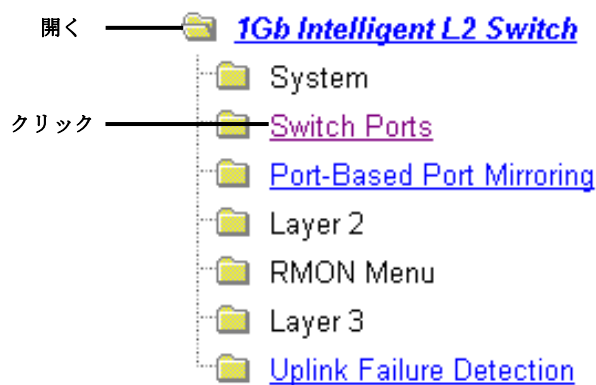 開く
1Gb Intelligent L2 Switch
System
クリック
Switch Ports
Port-Based Port Mirroring
Layer 2
RMON Menu
Layer 3
Uplink Failure Detection